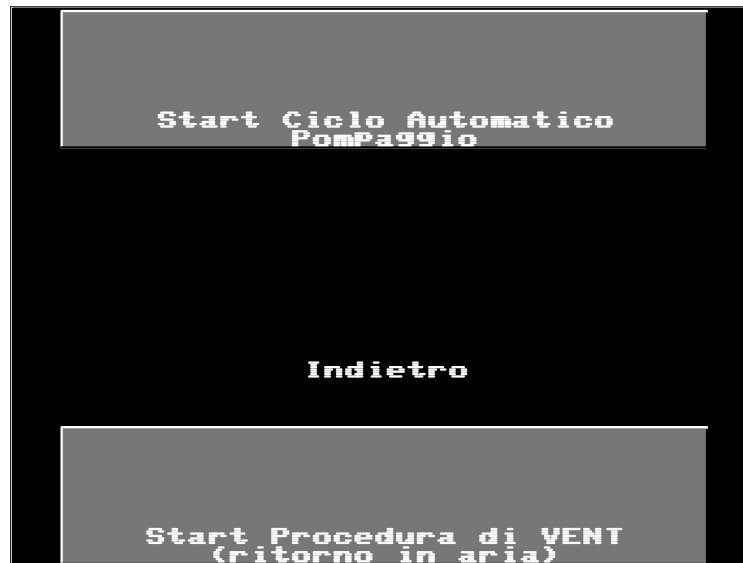 Start Ciclo Automatico
Pompaggio
Indietro
Start Procedura di VENT
(ritorno in aria)